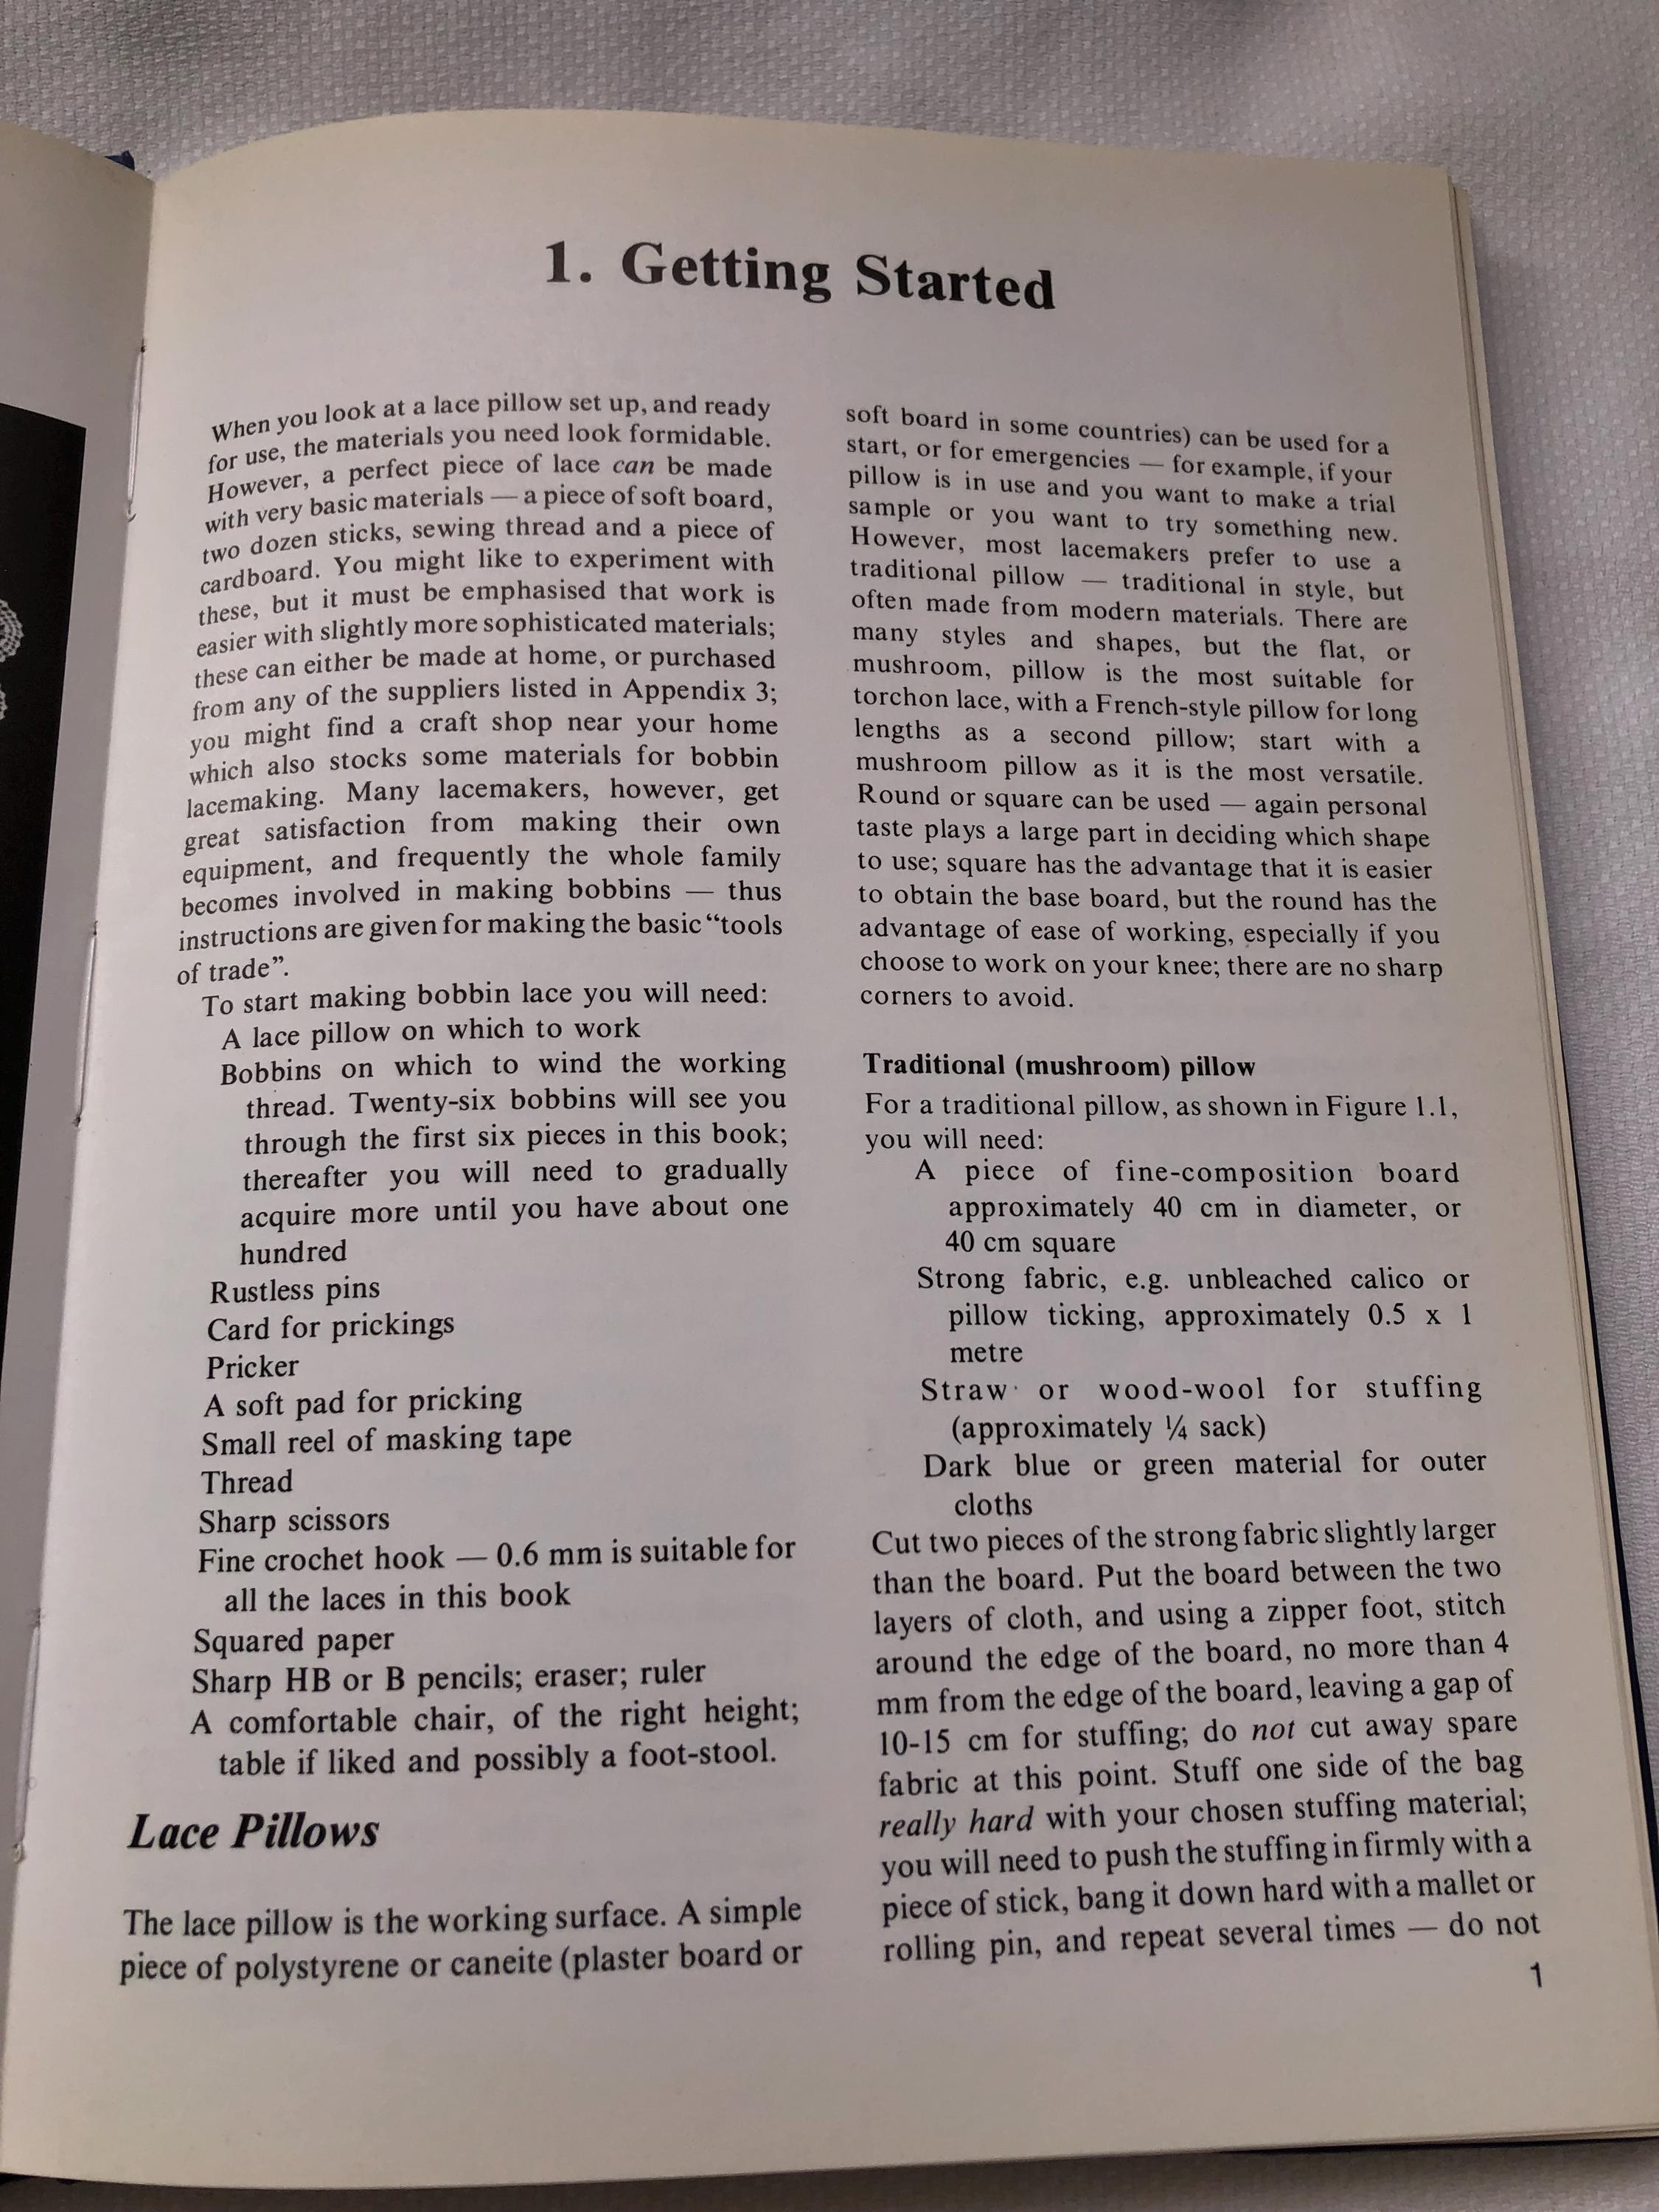 1. Getting Started
When you look at a lace pillow set up, and ready
for use, the materials you need look formidable.
However, a perfect piece of lace can be made
with very basic materials — a piece of soft board,
two dozen sticks, sewing thread and a piece of
cardboard. You might like to experiment with
these, but it must be emphasised that work is
easier with slightly more sophisticated materials;
these can either be made at home, or purchased
from any of the suppliers listed in Appendix 3;
you might find a craft shop near your home
which also stocks some materials for bobbin
lacemaking. Many lacemakers, however, get
great satisfaction from making their own
equipment, and frequently the whole family
becomes involved in making bobbins — thus
instructions are given for making the basic “tools
of trade”.
To start making bobbin lace you will need:
A lace pillow on which to work
Bobbins on which to wind the working
thread. Twenty-six bobbins will see you
through the first six pieces in this book;
thereafter you will need to gradually
acquire more until you have about one
hundred
Rustless pins
Card for prickings
Pricker
A soft pad for pricking
Small reel of masking tape
Thread
Sharp scissors
Fine crochet hook — 0.6 mm is suitable for
all the laces in this book
Squared paper
Sharp HB or B pencils; eraser; ruler
A comfortable chair, of the right height;
table if liked and possibly a foot-stool.
Lace Pillows
The lace pillow is the working surface. A simple
piece of polystyrene or caneite (plaster board or
soft board in some countries) can be used for a
start, or for emergencies — for example, if your
pillow is in use and you want to make a trial
sample or you want to try something new.
However, most lacemakers prefer to use a
traditional pillow — traditional in style, but
often made from modern materials. There are
many styles and shapes, but the flat, or
mushroom, pillow is the most suitable for
torchon lace, with a French-style pillow for long
lengths as a second pillow; start with a
mushroom pillow as it is the most versatile.
Round or square can be used — again personal
taste plays a large part in deciding which shape
to use; square has the advantage that it is easier
to obtain the base board, but the round has the
advantage of ease of working, especially if you
choose to work on your knee; there are no sharp
corners to avoid.
Traditional (mushroom) pillow
For a traditional pillow, as shown in Figure 1.1,
you will need:
A piece of fine-composition board
approximately 40 cm in diameter, or
40 cm square
Strong fabric, e.g. unbleached calico or
pillow ticking, approximately 0.5 x 1
metre
Straw or wood-wool for stuffing
(approximately ¼ sack)
Dark blue or green material for outer
cloths
Cut two pieces of the strong fabric slightly larger
than the board. Put the board between the two
layers of cloth, and using a zipper foot, stitch
around the edge of the board, no more than 4
mm from the edge of the board, leaving a gap of
10-15 cm for stuffing; do not cut away spare
fabric at this point. Stuff one side of the bag
really hard with your chosen stuffing material;
you will need to push the stuffing in firmly with a
piece of stick, bang it down hard with a mallet or
rolling pin, and repeat several times — do not
1